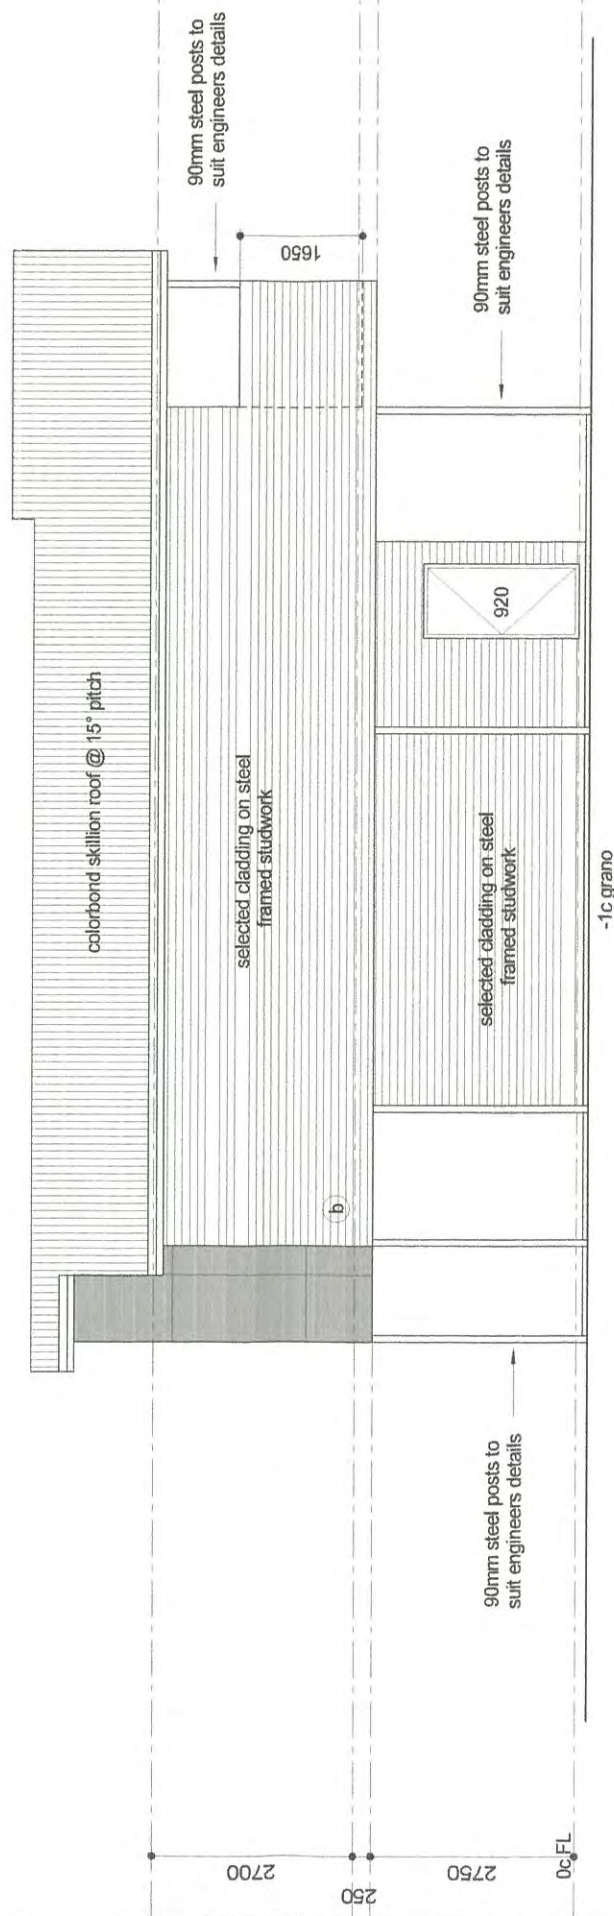 90mm steel posts to
suit engineers details
colorbond skillion roof @ 15° pitch
1650
selected cladding on steel
framed studwork
b
90mm steel posts to
suit engineers details
920
selected cladding on steel
framed studwork
90mm steel posts to
suit engineers details
2700
250
2750
0c FL
-1c grano